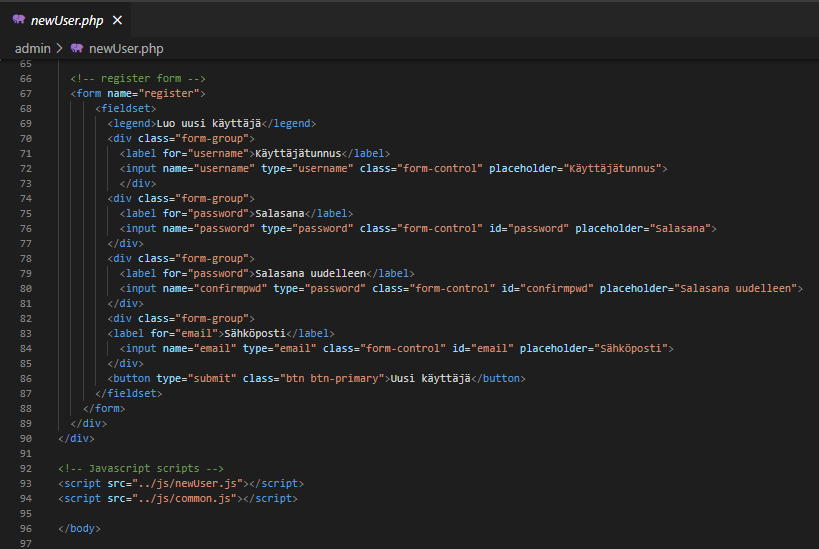 newUser.php
admin > newUser.php
65
66 <!-- register form -->
67 <form name="register">
68 <fieldset>
69 <legend>Luo uusi käyttäjä</legend>
70 <div class="form-group">
71 <label for="username">Käyttäjätunnus</label>
72 <input name="username" type="username" class="form-control" placeholder="Käyttäjätunnus">
73 </div>
74 <div class="form-group">
75 <label for="password">Salasana</label>
76 <input name="password" type="password" class="form-control" id="password" placeholder="Salasana">
77 </div>
78 <div class="form-group">
79 <label for="password">Salasana uudelleen</label>
80 <input name="confirmpwd" type="password" class="form-control" id="confirmpwd" placeholder="Salasana uudelleen">
81 </div>
82 <div class="form-group">
83 <label for="email">Sähköposti</label>
84 <input name="email" type="email" class="form-control" id="email" placeholder="Sähköposti">
85 </div>
86 <button type="submit" class="btn btn-primary">Uusi käyttäjä</button>
87 </fieldset>
88 </form>
89 </div>
90 </div>
91
92 <!-- Javascript scripts -->
93 <script src="../js/newUser.js"></script>
94 <script src="../js/common.js"></script>
95
96 </body>
97